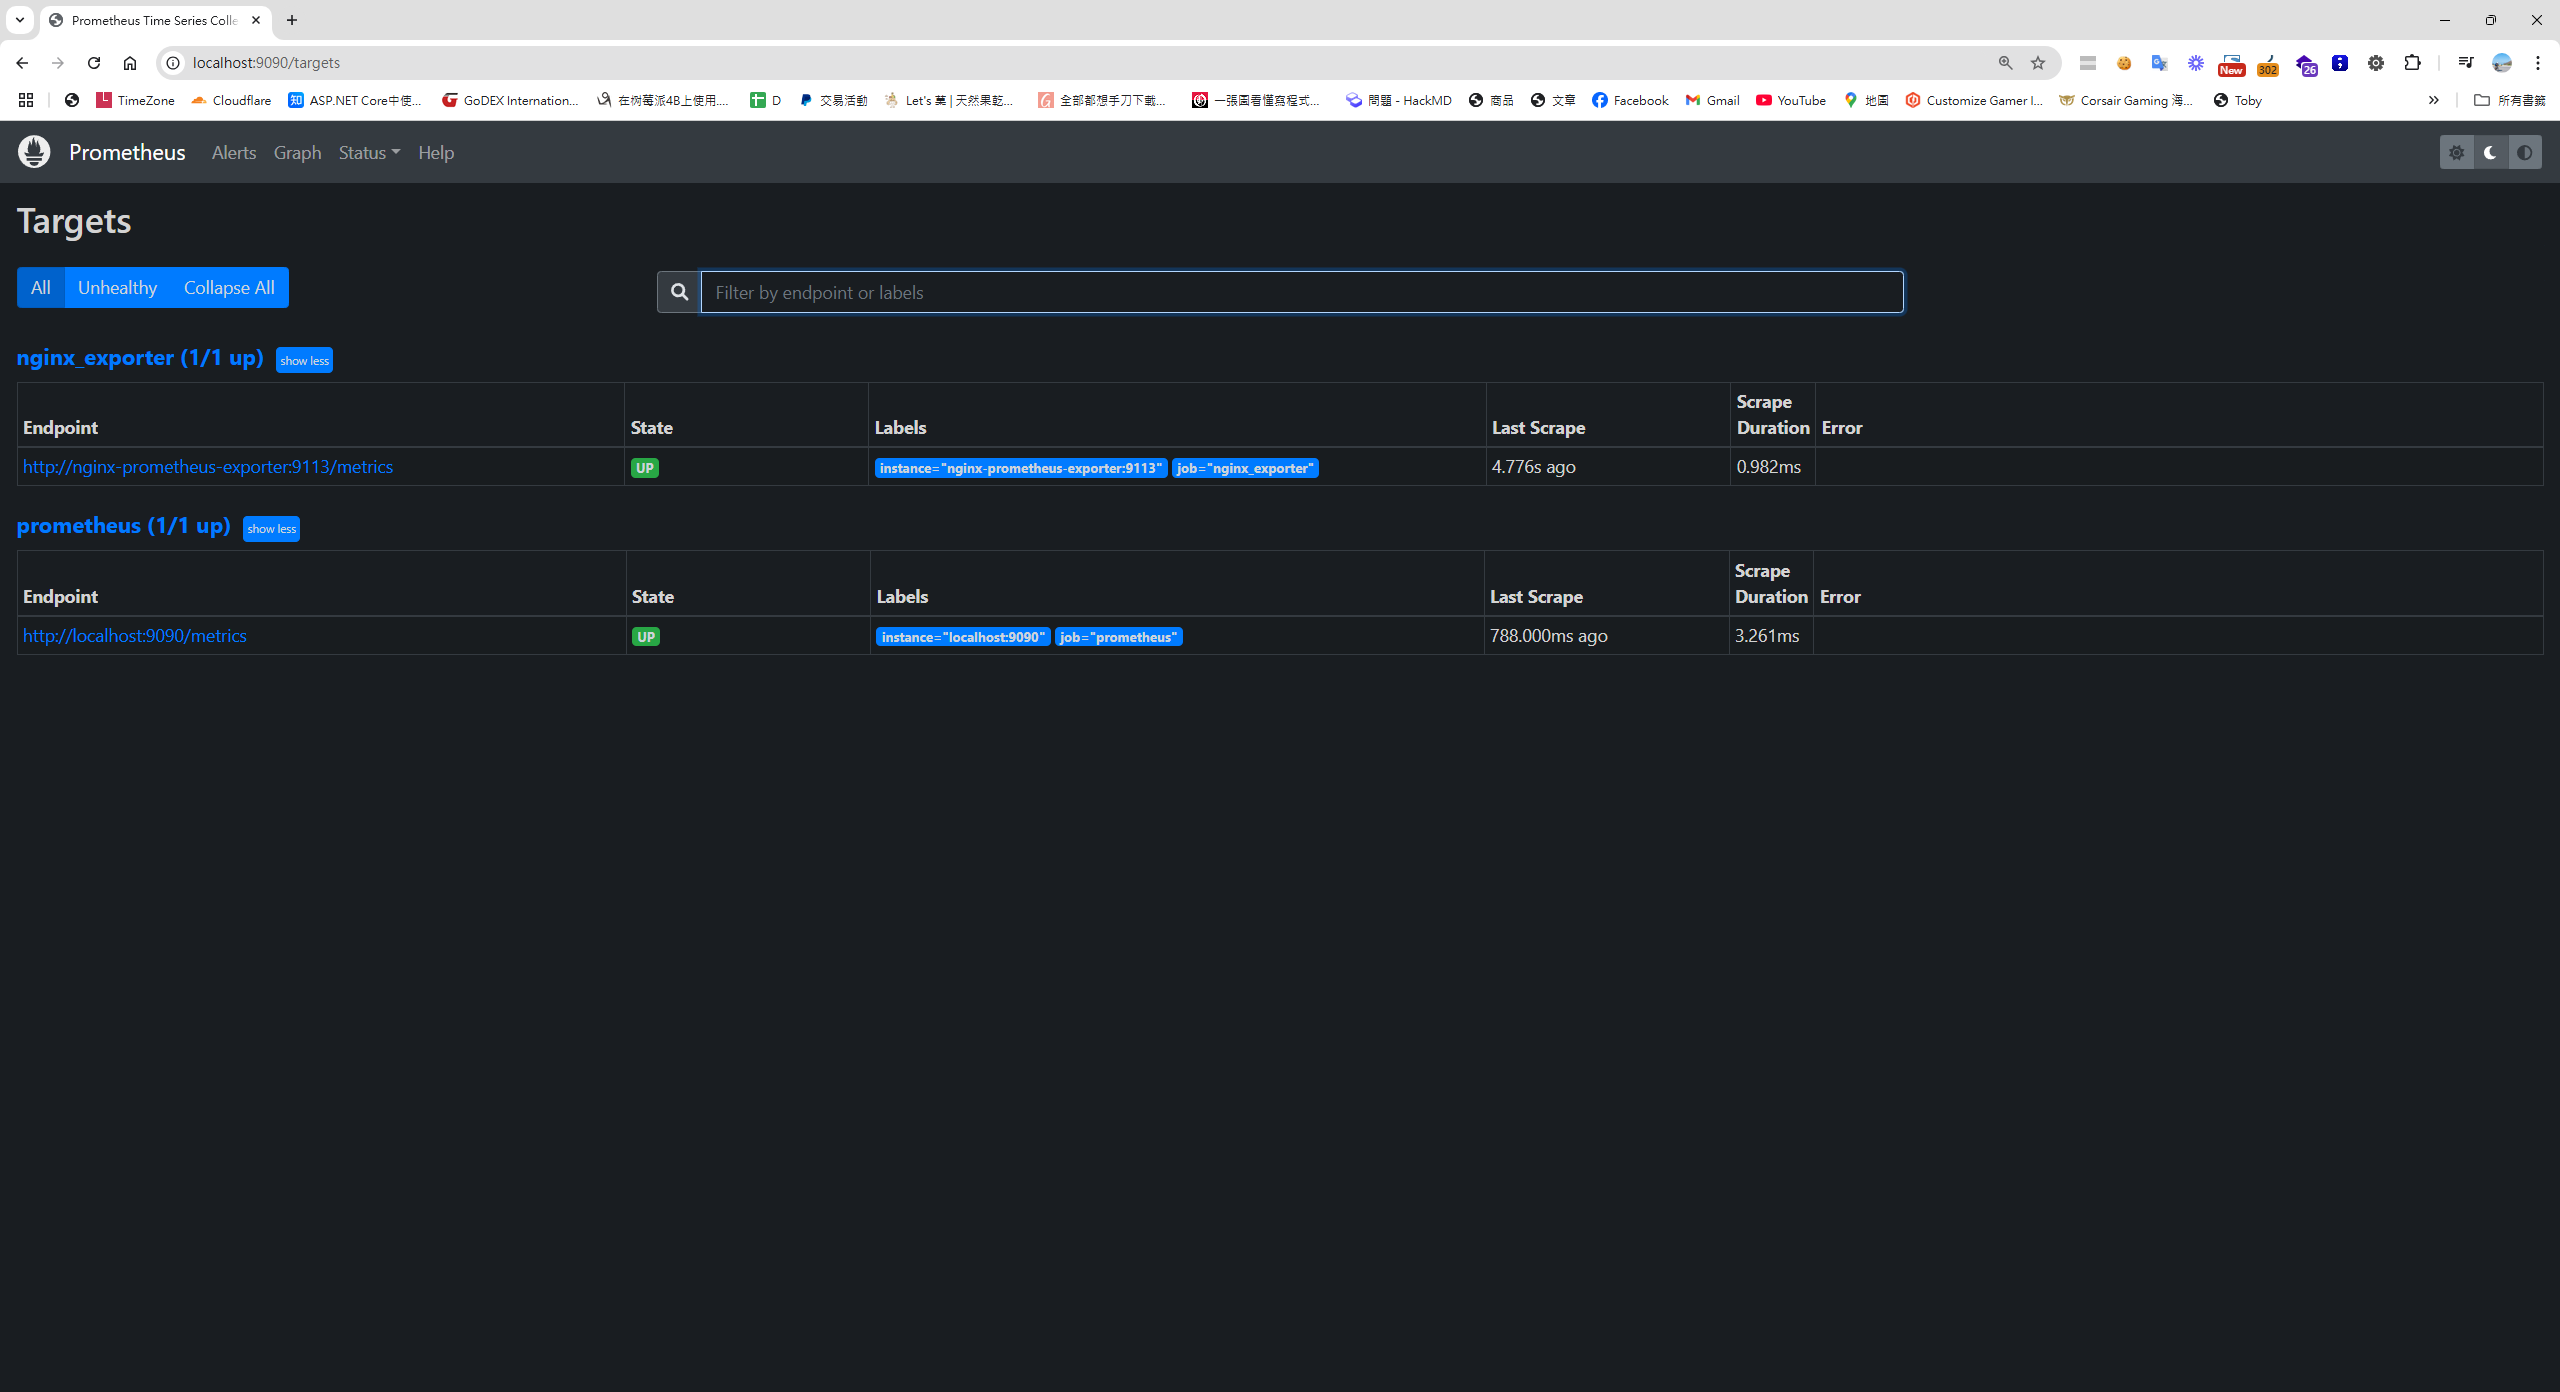 Prometheus Time Series Colle
localhost:9090/targets
New 302 26
TimeZone Cloudflare ASP.NET Core中使... GoDEX Internation... 在树莓派4B上使用.... D 交易活動 Let's 菓 | 天然果乾... 全部都想手刀下載... 一張圖看懂寫程式... 問題 - HackMD 商品 文章 Facebook Gmail YouTube 地圖 Customize Gamer I... Corsair Gaming 海... Toby » 所有書籤
Prometheus Alerts Graph Status Help
Targets
All Unhealthy Collapse All
Filter by endpoint or labels
nginx_exporter (1/1 up) show less
Endpoint State Labels Last Scrape Scrape Duration Error
http://nginx-prometheus-exporter:9113/metrics UP instance="nginx-prometheus-exporter:9113" job="nginx_exporter" 4.776s ago 0.982ms
prometheus (1/1 up) show less
Endpoint State Labels Last Scrape Scrape Duration Error
http://localhost:9090/metrics UP instance="localhost:9090" job="prometheus" 788.000ms ago 3.261ms